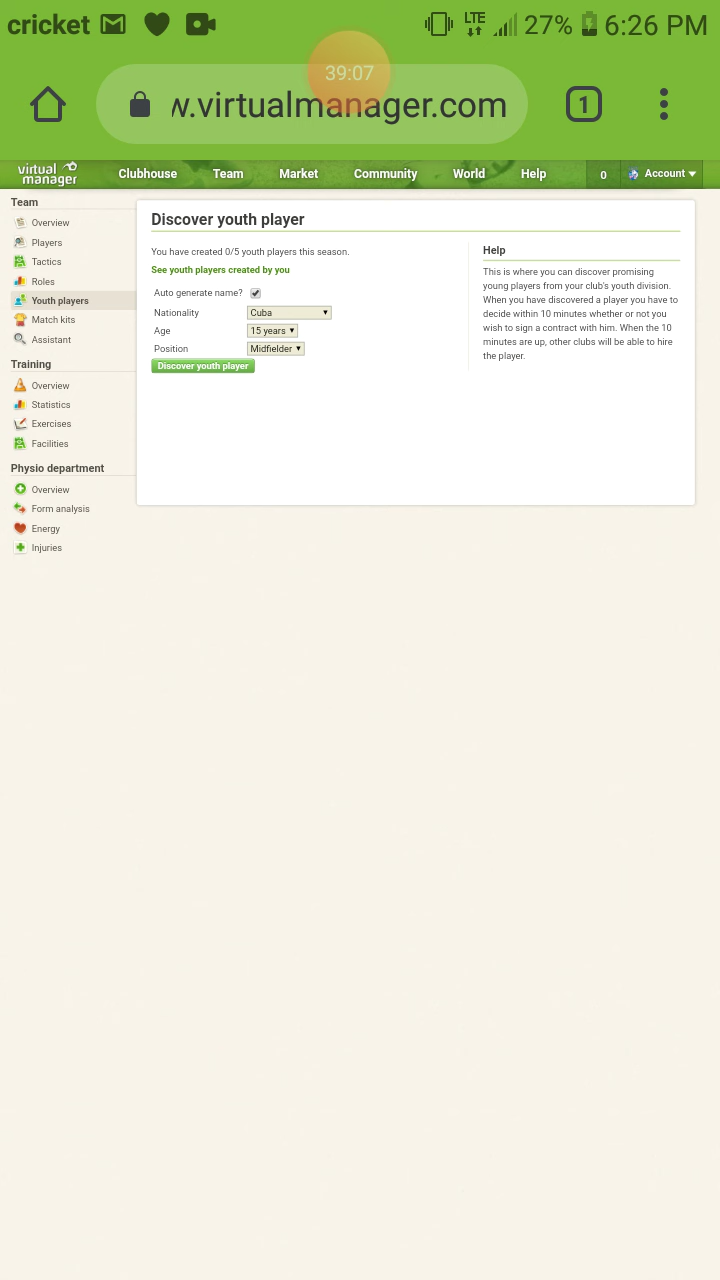 cricket LTE 27% 6:26 PM
39:07
w.virtualmanager.com 1
virtual manager Clubhouse Team Market Community World Help 0 Account
Team
Overview
Players
Tactics
Roles
Youth players
Match kits
Assistant
Training
Overview
Statistics
Exercises
Facilities
Physio department
Overview
Form analysis
Energy
Injuries
Discover youth player
You have created 0/5 youth players this season.
See youth players created by you
Auto generate name?
Nationality Cuba
Age 15 years
Position Midfielder
Discover youth player
Help
This is where you can discover promising
young players from your club's youth division.
When you have discovered a player you have to
decide within 10 minutes whether or not you
wish to sign a contract with him. When the 10
minutes are up, other clubs will be able to hire
the player.